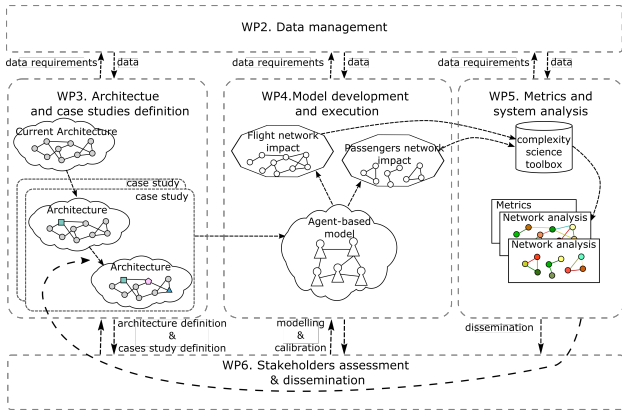 WP2. Data management
data requirements
data
data requirements
data
data requirements
data
WP3. Architectue
and case studies definition
Current Architecture
case study
case study
Architecture
Architecture
WP4.Model development
and execution
Flight network
impact
Passengers network
impact
Agent-based
model
WP5. Metrics and
system analysis
complexity
science
toolbox
Metrics
Network analysis
Network analysis
architecture definition
&
cases study definition
modelling
&
calibration
dissemination
WP6. Stakeholders assessment
& dissemination